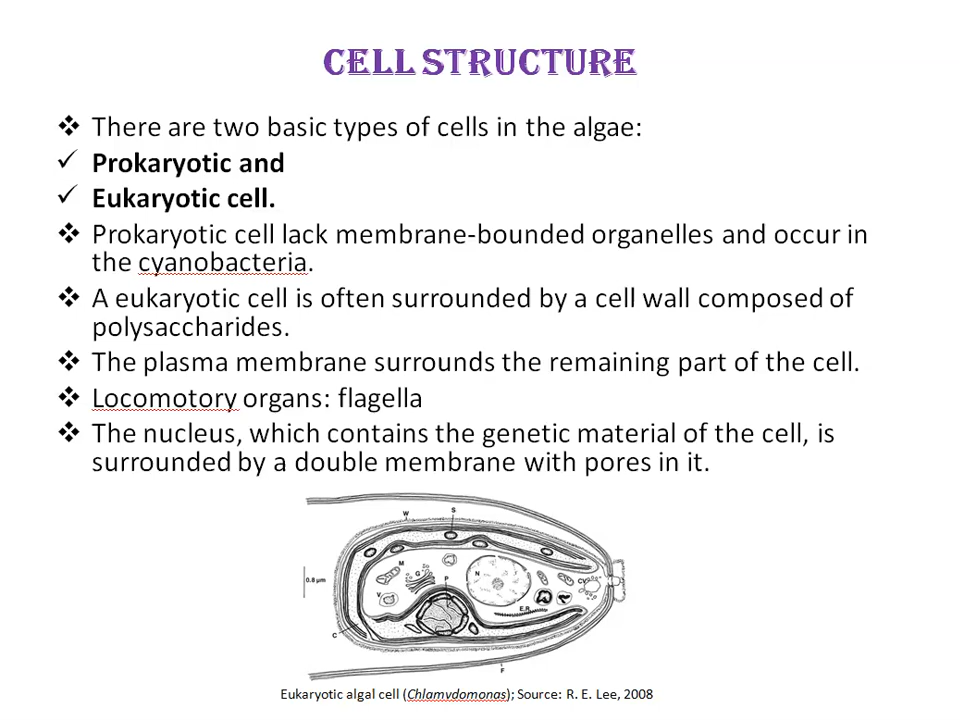 CELL STRUCTURE
❖ There are two basic types of cells in the algae:
✓ Prokaryotic and
✓ Eukaryotic cell.
❖ Prokaryotic cell lack membrane-bounded organelles and occur in
the cyanobacteria.
❖ A eukaryotic cell is often surrounded by a cell wall composed of
polysaccharides.
❖ The plasma membrane surrounds the remaining part of the cell.
❖ Locomotory organs: flagella
❖ The nucleus, which contains the genetic material of the cell, is
surrounded by a double membrane with pores in it.
W
S
M
G
P
N
CV
0.8 µm
V
E.R.
C
F
Eukaryotic algal cell (Chlamydomonas); Source: R. E. Lee, 2008